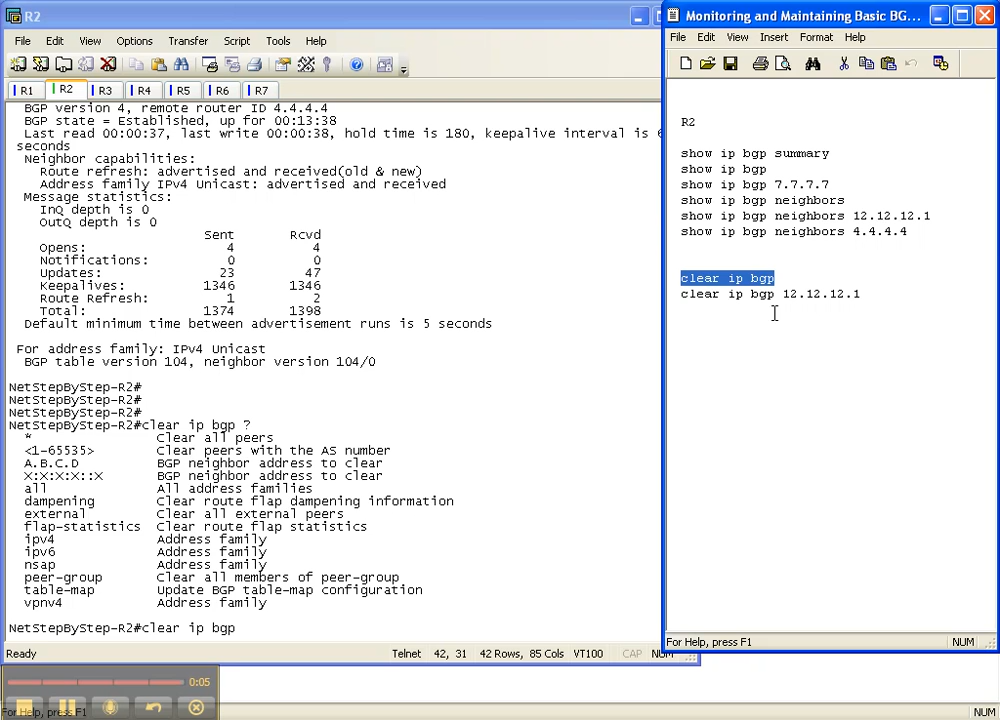 R2
File Edit View Options Transfer Script Tools Help
R1 R2 R3 R4 R5 R6 R7
BGP version 4, remote router ID 4.4.4.4
BGP state = Established, up for 00:13:38
Last read 00:00:37, last write 00:00:38, hold time is 180, keepalive interval is 6
seconds
Neighbor capabilities:
Route refresh: advertised and received(old & new)
Address family IPv4 Unicast: advertised and received
Message statistics:
InQ depth is 0
OutQ depth is 0
Sent Rcvd
Opens: 4 4
Notifications: 0 0
Updates: 23 47
Keepalives: 1346 1346
Route Refresh: 1 2
Total: 1374 1398
Default minimum time between advertisement runs is 5 seconds
For address family: IPv4 Unicast
BGP table version 104, neighbor version 104/0
NetStepByStep-R2#
NetStepByStep-R2#
NetStepByStep-R2#
NetStepByStep-R2#clear ip bgp ?
* Clear all peers
<1-65535> Clear peers with the AS number
A.B.C.D BGP neighbor address to clear
X:X:X:X::X BGP neighbor address to clear
all All address families
dampening Clear route flap dampening information
external Clear all external peers
flap-statistics Clear route flap statistics
ipv4 Address family
ipv6 Address family
nsap Address family
peer-group Clear all members of peer-group
table-map Update BGP table-map configuration
vpnv4 Address family
NetStepByStep-R2#clear ip bgp
Ready Telnet 42, 31 42 Rows, 85 Cols VT100 CAP NUM
0:05
For Help, press F1 NUM
Monitoring and Maintaining Basic BG...
File Edit View Insert Format Help
R2
show ip bgp summary
show ip bgp
show ip bgp 7.7.7.7
show ip bgp neighbors
show ip bgp neighbors 12.12.12.1
show ip bgp neighbors 4.4.4.4
clear ip bgp
clear ip bgp 12.12.12.1
For Help, press F1 NUM